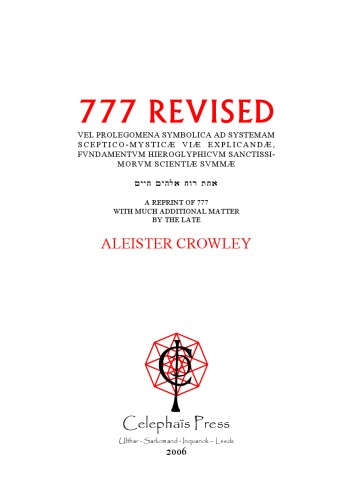 777 REVISED
VEL PROLEGOMENA SYMBOLICA AD SYSTEMAM
SCEPTICO-MYSTICÆ VIÆ EXPLICANDÆ,
FVNDAMENTVM HIEROGLYPHICVM SANCTISSI-
MORVM SCIENTIÆ SVMMÆ
אחת רוח אלהים חיים
A REPRINT OF 777
WITH MUCH ADDITIONAL MATTER
BY THE LATE
ALEISTER CROWLEY
Celephaïs Press
Ulthar - Sarkomand - Inquanok – Leeds
2006